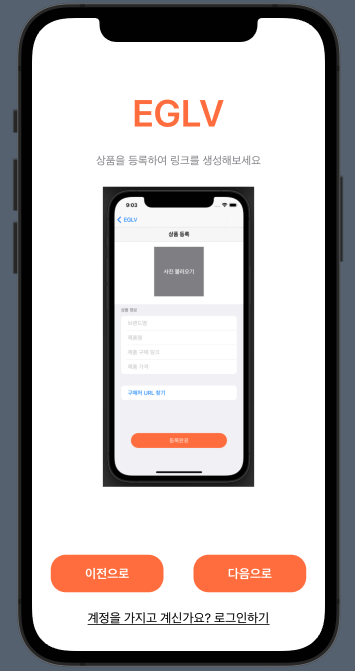 EGLV
상품을 등록하여 링크를 생성해보세요
9:03
EGLV
상품 등록
사진 불러오기
상품 정보
브랜드명
제품명
제품 구매 링크
제품 가격
구매처 URL 찾기
등록완료
이전으로
다음으로
계정을 가지고 계신가요? 로그인하기